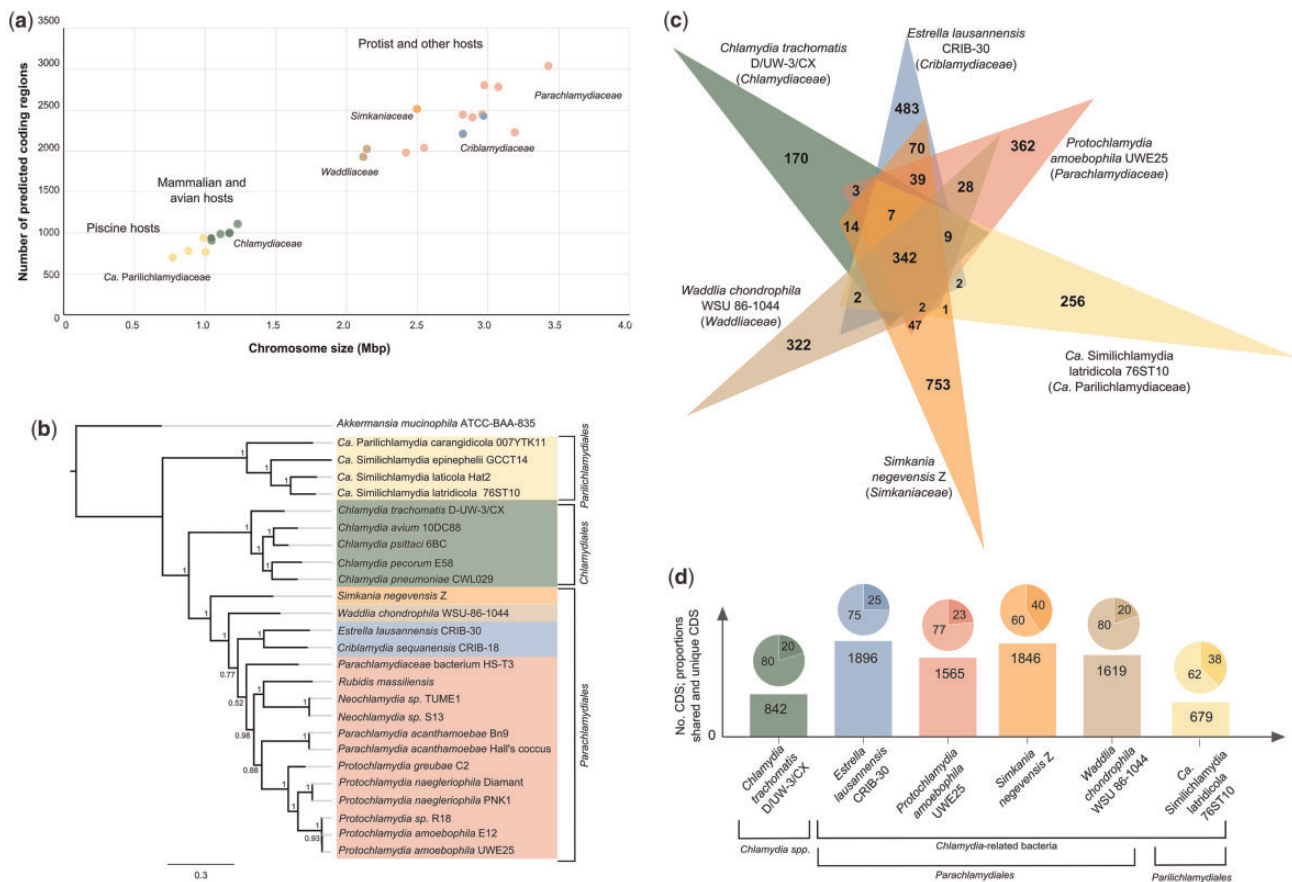 (a)
Number of predicted coding regions
3500
3000
2500
2000
1500
1000
500
0
0
0.5
1.0
1.5
2.0
2.5
3.0
3.5
4.0
Chromosome size (Mbp)
Protist and other hosts
Parachlamydiaceae
Simkaniaceae
Criblamydiaceae
Waddliaceae
Mammalian and
avian hosts
Chlamydiaceae
Piscine hosts
Ca. Parilichlamydiaceae
(b)
Akkermansia mucinophila ATCC-BAA-835
Ca. Parilichlamydia carangidicola 007YTK11
Ca. Similichlamydia epinephelii GCCT14
Ca. Similichlamydia laticola Hat2
Ca. Similichlamydia latridicola 76ST10
Chlamydia trachomatis D-UW-3/CX
Chlamydia avium 10DC88
Chlamydia psittaci 6BC
Chlamydia pecorum E58
Chlamydia pneumoniae CWL029
Simkania negevensis Z
Waddlia chondrophila WSU-86-1044
Estrella lausannensis CRIB-30
Criblamydia sequanensis CRIB-18
Parachlamydiaceae bacterium HS-T3
Rubidis massiliensis
Neochlamydia sp. TUME1
Neochlamydia sp. S13
Parachlamydia acanthamoebae Bn9
Parachlamydia acanthamoebae Hall's coccus
Protochlamydia greubae C2
Protochlamydia naegleriophila Diamant
Protochlamydia naegleriophila PNK1
Protochlamydia sp. R18
Protochlamydia amoebophila E12
Protochlamydia amoebophila UWE25
Parilichlamydiales
Chlamydiales
Parachlamydiales
1
1
1
1
1
1
1
1
1
1
0.77
1
0.52
1
0.98
1
0.88
1
1
1
1
0.93
0.3
(c)
Chlamydia trachomatis
D/UW-3/CX
(Chlamydiaceae)
Estrella lausannensis
CRIB-30
(Criblamydiaceae)
Protochlamydia
amoebophila UWE25
(Parachlamydiaceae)
Waddlia chondrophila
WSU 86-1044
(Waddliaceae)
Ca. Similichlamydia
latridicola 76ST10
(Ca. Parilichlamydiaceae)
Simkania
negevensis Z
(Simkaniaceae)
483
170
70
362
39
28
3
7
14
9
342
2
2
256
2
1
47
322
753
(d)
No. CDS; proportions
shared and unique CDS
0
20
80
842
25
75
1896
23
77
1565
40
60
1846
20
80
1619
38
62
679
Chlamydia
trachomatis
D/UW-3/CX
Estrella
lausannensis
CRIB-30
Protochlamydia
amoebophila
UWE25
Simkania
negevensis Z
Waddlia
chondrophila
WSU 86-1044
Ca.
Similichlamydia
latridicola
76ST10
Chlamydia spp.
Chlamydia-related bacteria
Parachlamydiales
Parilichlamydiales